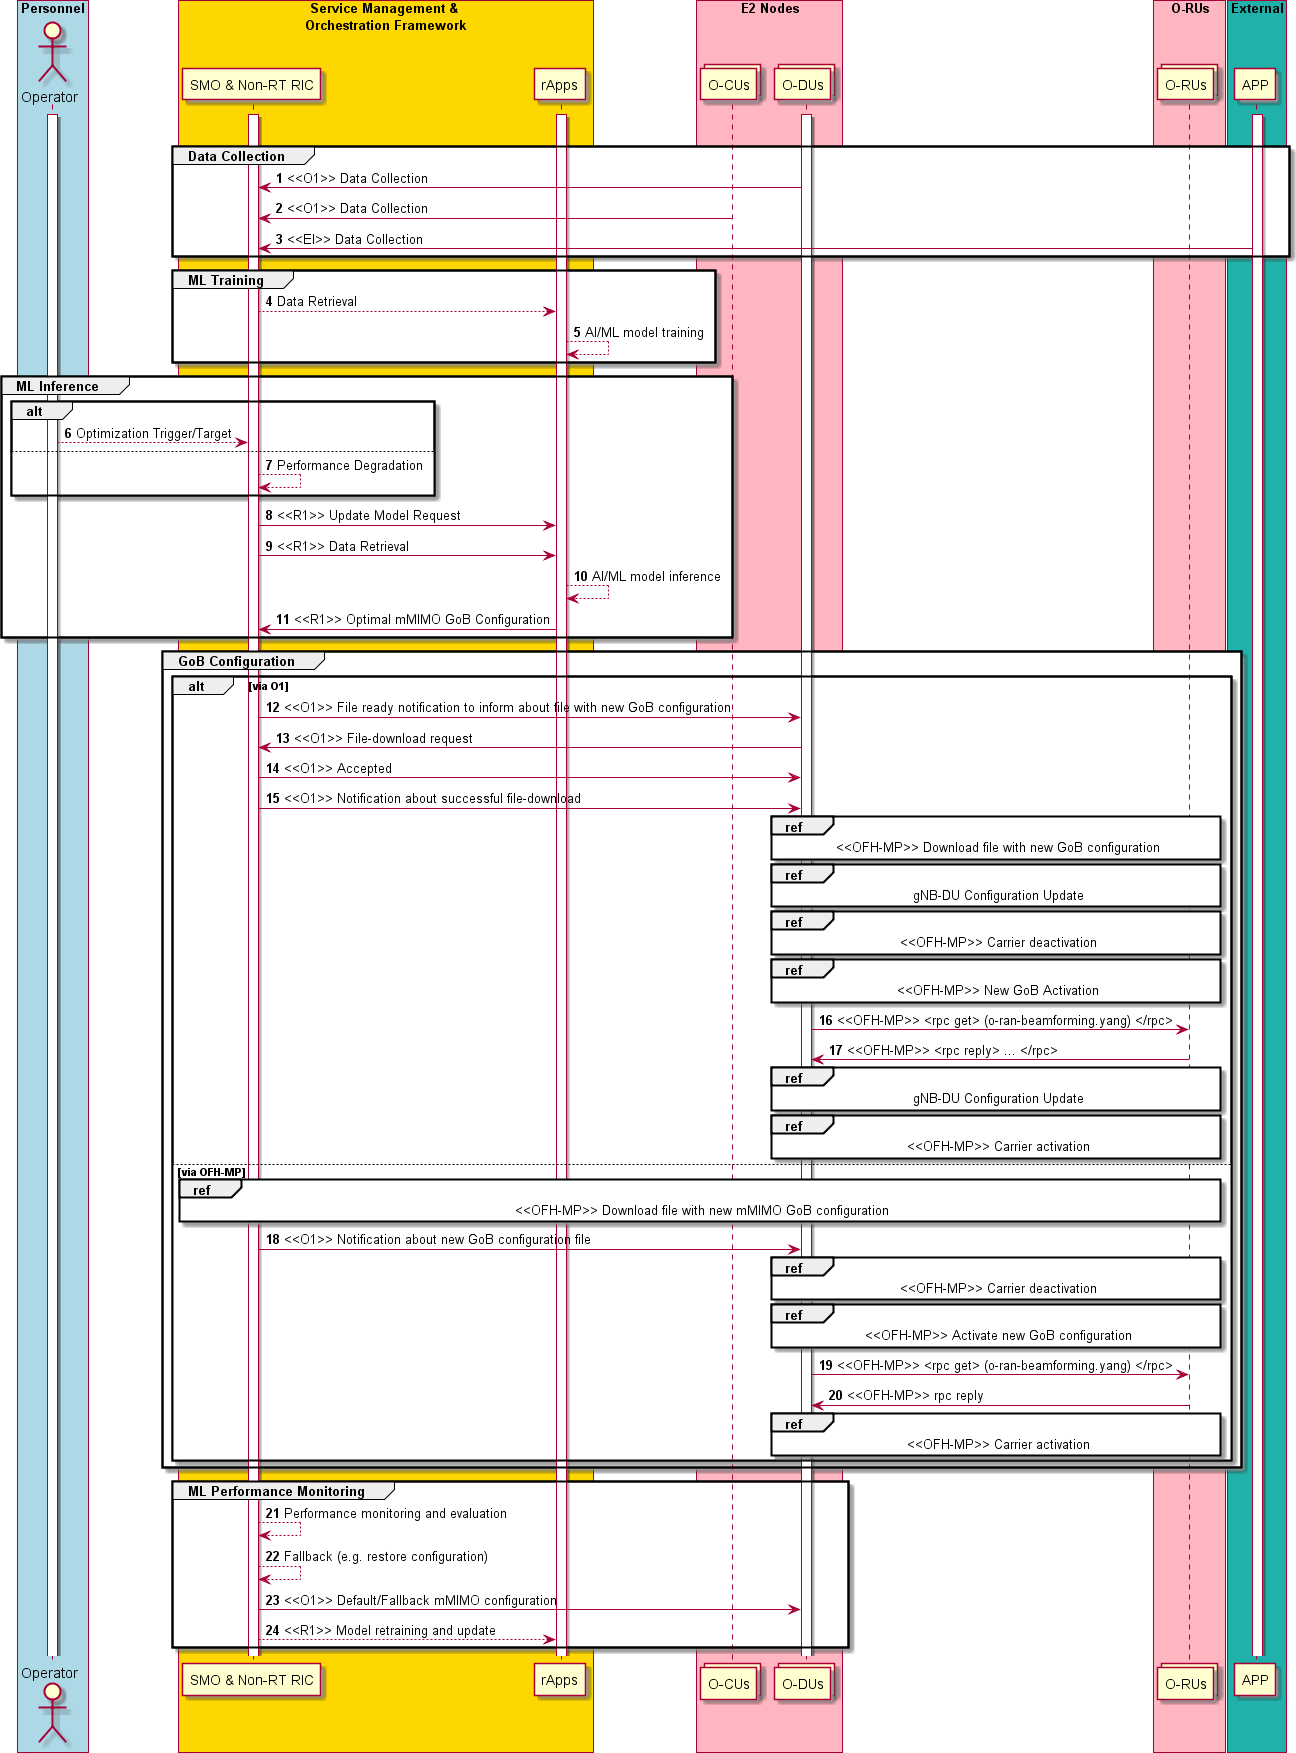 Personnel
Service Management &
Orchestration Framework
E2 Nodes
O-RUs
External
Operator
SMO & Non-RT RIC
rApps
O-CUs
O-DUs
O-RUs
APP
Data Collection
1 <<O1>> Data Collection
2 <<O1>> Data Collection
3 <<EI>> Data Collection
ML Training
4 Data Retrieval
5 AI/ML model training
ML Inference
alt
6 Optimization Trigger/Target
7 Performance Degradation
8 <<R1>> Update Model Request
9 <<R1>> Data Retrieval
10 AI/ML model inference
11 <<R1>> Optimal mMIMO GoB Configuration
GoB Configuration
alt [via O1]
12 <<O1>> File ready notification to inform about file with new GoB configuration
13 <<O1>> File-download request
14 <<O1>> Accepted
15 <<O1>> Notification about successful file-download
ref
<<OFH-MP>> Download file with new GoB configuration
ref
gNB-DU Configuration Update
ref
<<OFH-MP>> Carrier deactivation
ref
<<OFH-MP>> New GoB Activation
16 <<OFH-MP>> <rpc get> (o-ran-beamforming.yang) </rpc>
17 <<OFH-MP>> <rpc reply> ... </rpc>
ref
gNB-DU Configuration Update
ref
<<OFH-MP>> Carrier activation
[via OFH-MP]
ref
<<OFH-MP>> Download file with new mMIMO GoB configuration
18 <<O1>> Notification about new GoB configuration file
ref
<<OFH-MP>> Carrier deactivation
ref
<<OFH-MP>> Activate new GoB configuration
19 <<OFH-MP>> <rpc get> (o-ran-beamforming.yang) </rpc>
20 <<OFH-MP>> rpc reply
ref
<<OFH-MP>> Carrier activation
ML Performance Monitoring
21 Performance monitoring and evaluation
22 Fallback (e.g. restore configuration)
23 <<O1>> Default/Fallback mMIMO configuration
24 <<R1>> Model retraining and update
Operator
SMO & Non-RT RIC
rApps
O-CUs
O-DUs
O-RUs
APP